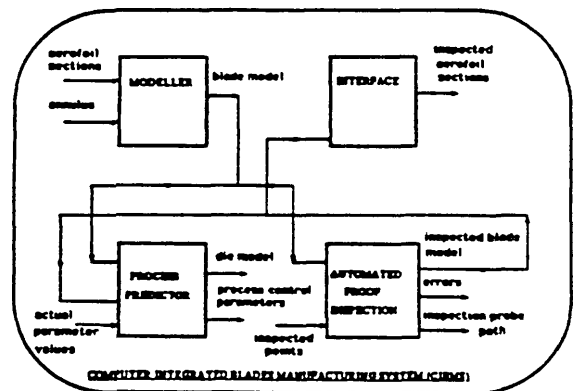 aerofoil
sections
annulus
MODELLER
blade model
INTERFACE
inspected
aerofoil
sections
PROCESS
PREDICTOR
die model
process control
parameters
actual
parameter
values
inspected
points
AUTOMATED
PROOF
INSPECTION
inspected blade
model
errors
inspection probe
path
COMPUTER INTEGRATED BLADES MANUFACTURING SYSTEM (CIBMS)